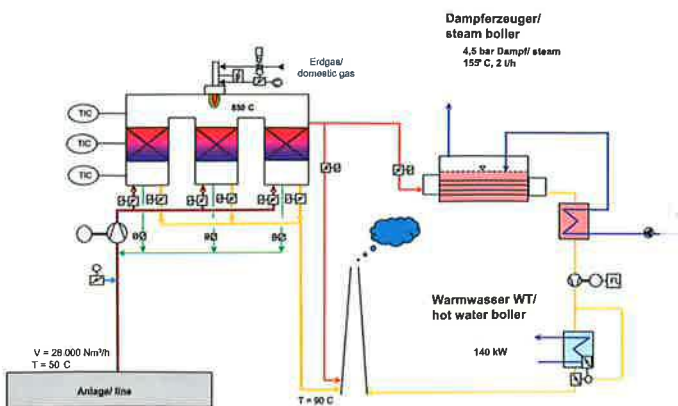 Dampferzeuger/
steam boiler
4,5 bar Dampf/ steam
155° C, 2 t/h
Erdgas/
domestic gas
850 C
TIC
TIC
TIC
Warmwasser WT/
hot water boiler
140 kW
V = 28 000 Nm³/h
T = 50 C
Anlage/ line
T = 90 C